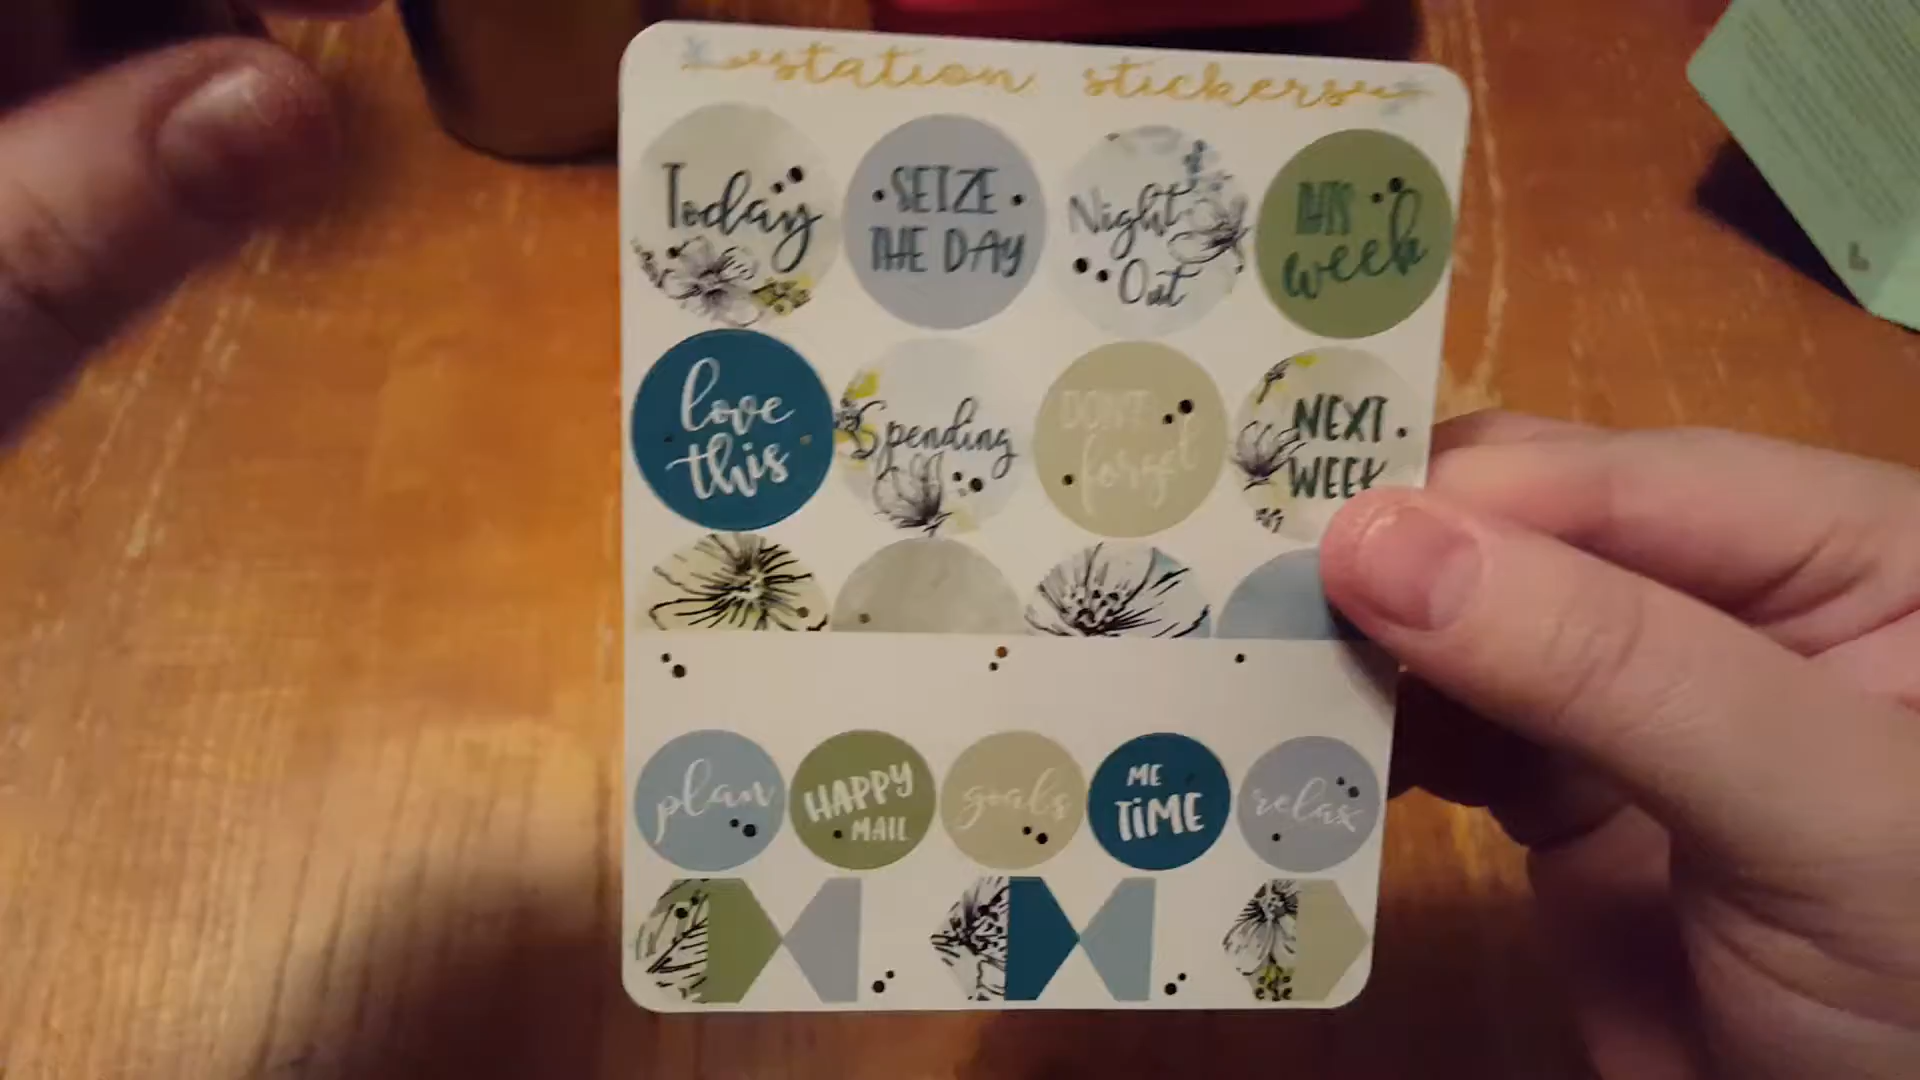 station stickers
Today
SEIZE
THE DAY
Night
Out
THIS
week
love
this
Spending
DON'T
forget
NEXT
WEEK
plan
HAPPY
MAIL
goals
ME
TIME
relax